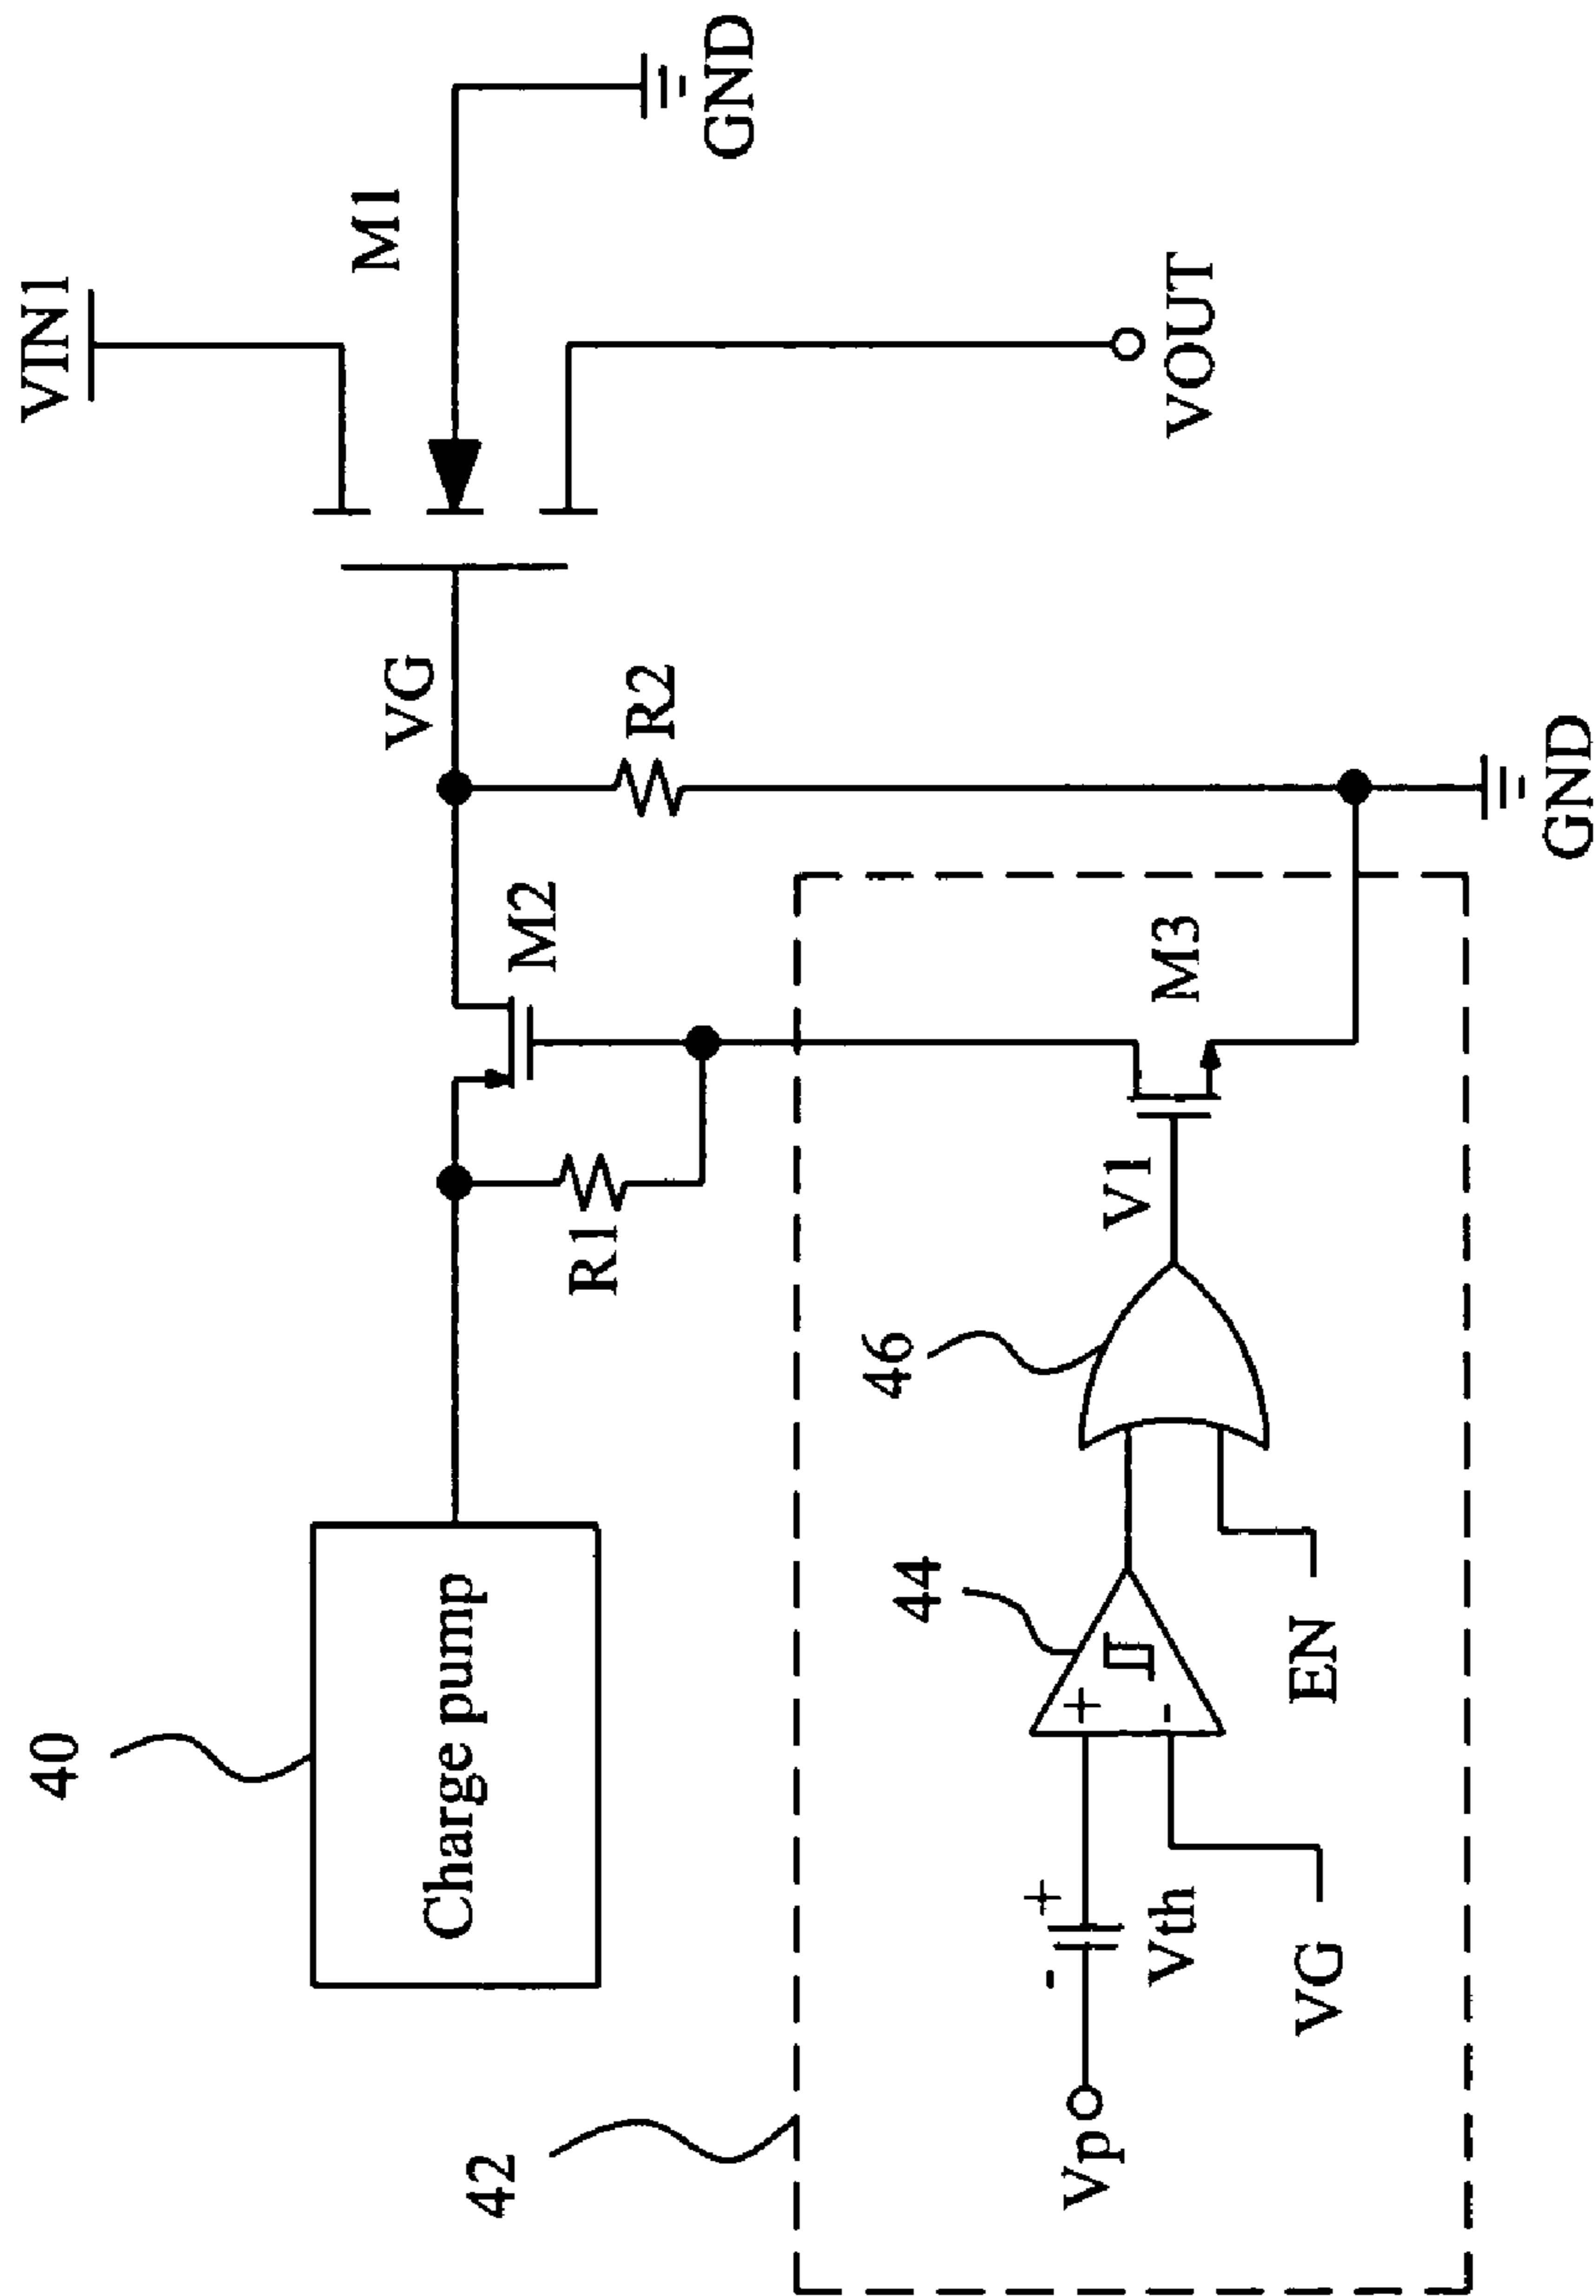 VIN1
M1
GND
40
Charge pump
VG
M2
R1
R2
VOUT
42
44
46
V1
M3
Vp
-
+
Vth
+
-
VG
EN
GND